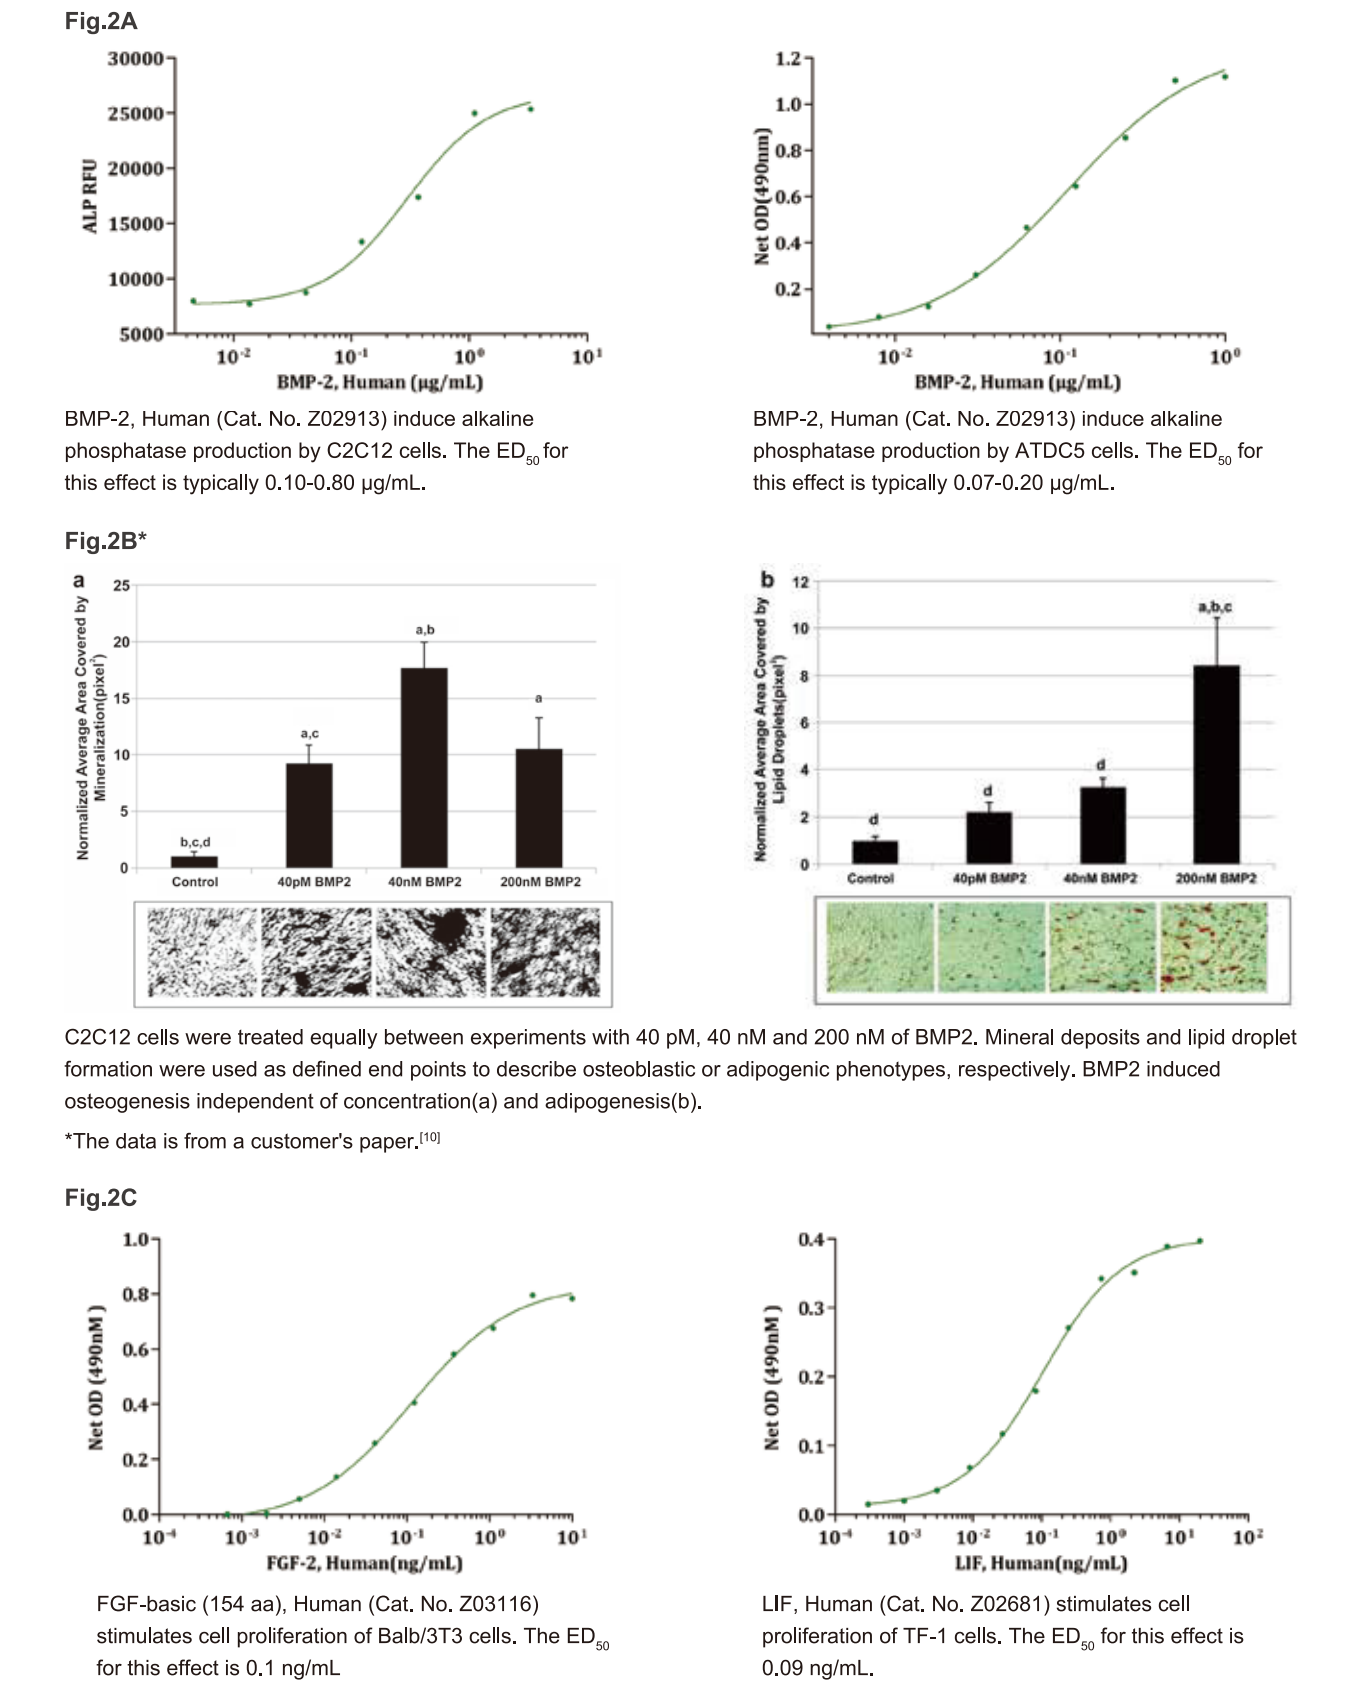 Fig.2A
30000
25000
20000
15000
10000
5000
ALP RFU
10-2 10-1 100 101
BMP-2, Human (µg/mL)
1.2
1.0
0.8
0.6
0.4
0.2
Net OD(490nm)
10-2 10-1 100
BMP-2, Human (µg/mL)
BMP-2, Human (Cat. No. Z02913) induce alkaline
phosphatase production by C2C12 cells. The ED50 for
this effect is typically 0.10-0.80 µg/mL.
BMP-2, Human (Cat. No. Z02913) induce alkaline
phosphatase production by ATDC5 cells. The ED50 for
this effect is typically 0.07-0.20 µg/mL.
Fig.2B*
a
25
20
15
10
5
0
Normalized Average Area Covered by
Mineralization(pixel2)
b,c,d
a,c
a,b
a
Control 40pM BMP2 40nM BMP2 200nM BMP2
b
12
10
8
6
4
2
0
Normalized Average Area Covered by
Lipid Droplets(pixel2)
d
d
d
a,b,c
Control 40pM BMP2 40nM BMP2 200nM BMP2
C2C12 cells were treated equally between experiments with 40 pM, 40 nM and 200 nM of BMP2. Mineral deposits and lipid droplet
formation were used as defined end points to describe osteoblastic or adipogenic phenotypes, respectively. BMP2 induced
osteogenesis independent of concentration(a) and adipogenesis(b).
*The data is from a customer's paper.[10]
Fig.2C
1.0
0.8
0.6
0.4
0.2
0.0
Net OD (490nM)
10-4 10-3 10-2 10-1 100 101
FGF-2, Human(ng/mL)
0.4
0.3
0.2
0.1
0.0
Net OD (490nM)
10-4 10-3 10-2 10-1 100 101 102
LIF, Human(ng/mL)
FGF-basic (154 aa), Human (Cat. No. Z03116)
stimulates cell proliferation of Balb/3T3 cells. The ED50
for this effect is 0.1 ng/mL
LIF, Human (Cat. No. Z02681) stimulates cell
proliferation of TF-1 cells. The ED50 for this effect is
0.09 ng/mL.